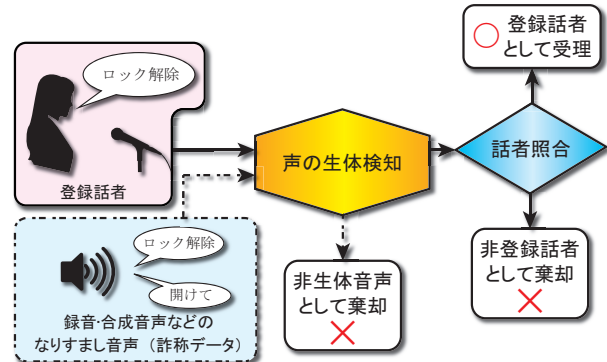 ロック解除
登録話者
ロック解除
開けて
録音･合成音声などの
なりすまし音声（詐称データ）
声の生体検知
非生体音声
として棄却
話者照合
登録話者
として受理
非登録話者
として棄却